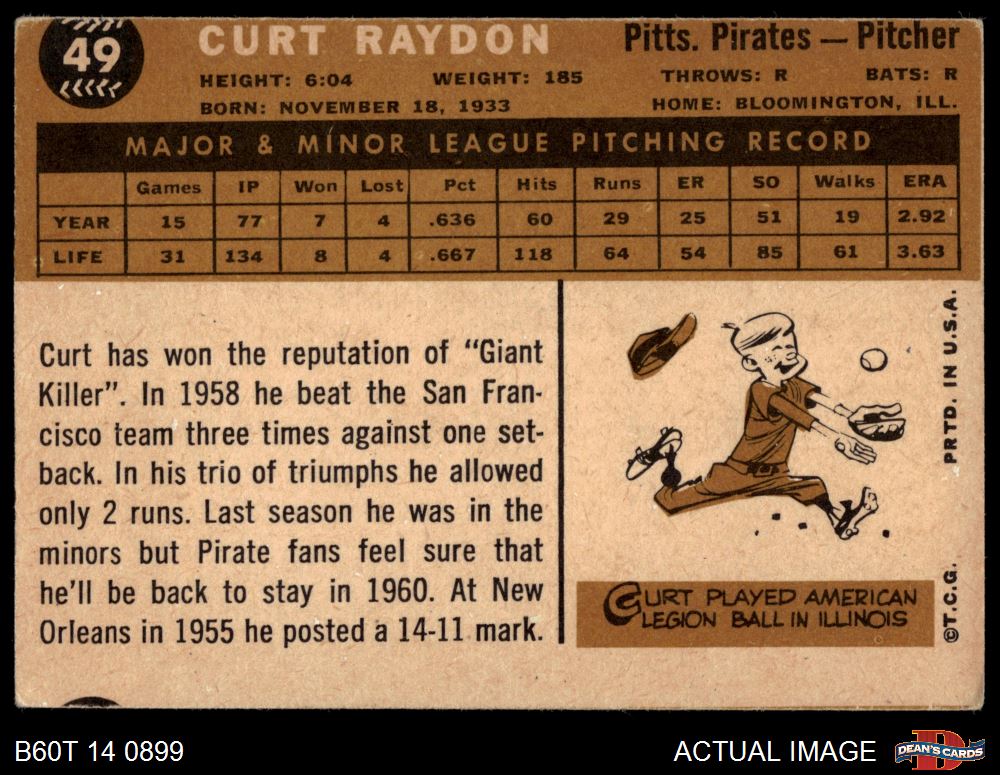 49
CURT RAYDON
Pitts. Pirates — Pitcher
HEIGHT: 6:04 WEIGHT: 185 THROWS: R BATS: R
BORN: NOVEMBER 18, 1933 HOME: BLOOMINGTON, ILL.
MAJOR & MINOR LEAGUE PITCHING RECORD
Games IP Won Lost Pct Hits Runs ER SO Walks ERA
YEAR 15 77 7 4 .636 60 29 25 51 19 2.92
LIFE 31 134 8 4 .667 118 64 54 85 61 3.63
Curt has won the reputation of “Giant
Killer”. In 1958 he beat the San Fran-
cisco team three times against one set-
back. In his trio of triumphs he allowed
only 2 runs. Last season he was in the
minors but Pirate fans feel sure that
he'll be back to stay in 1960. At New
Orleans in 1955 he posted a 14-11 mark.
CURT PLAYED AMERICAN
LEGION BALL IN ILLINOIS
©T.C.G. PRTD. IN U.S.A.
B60T 14 0899
ACTUAL IMAGE
D
DEAN'S CARDS